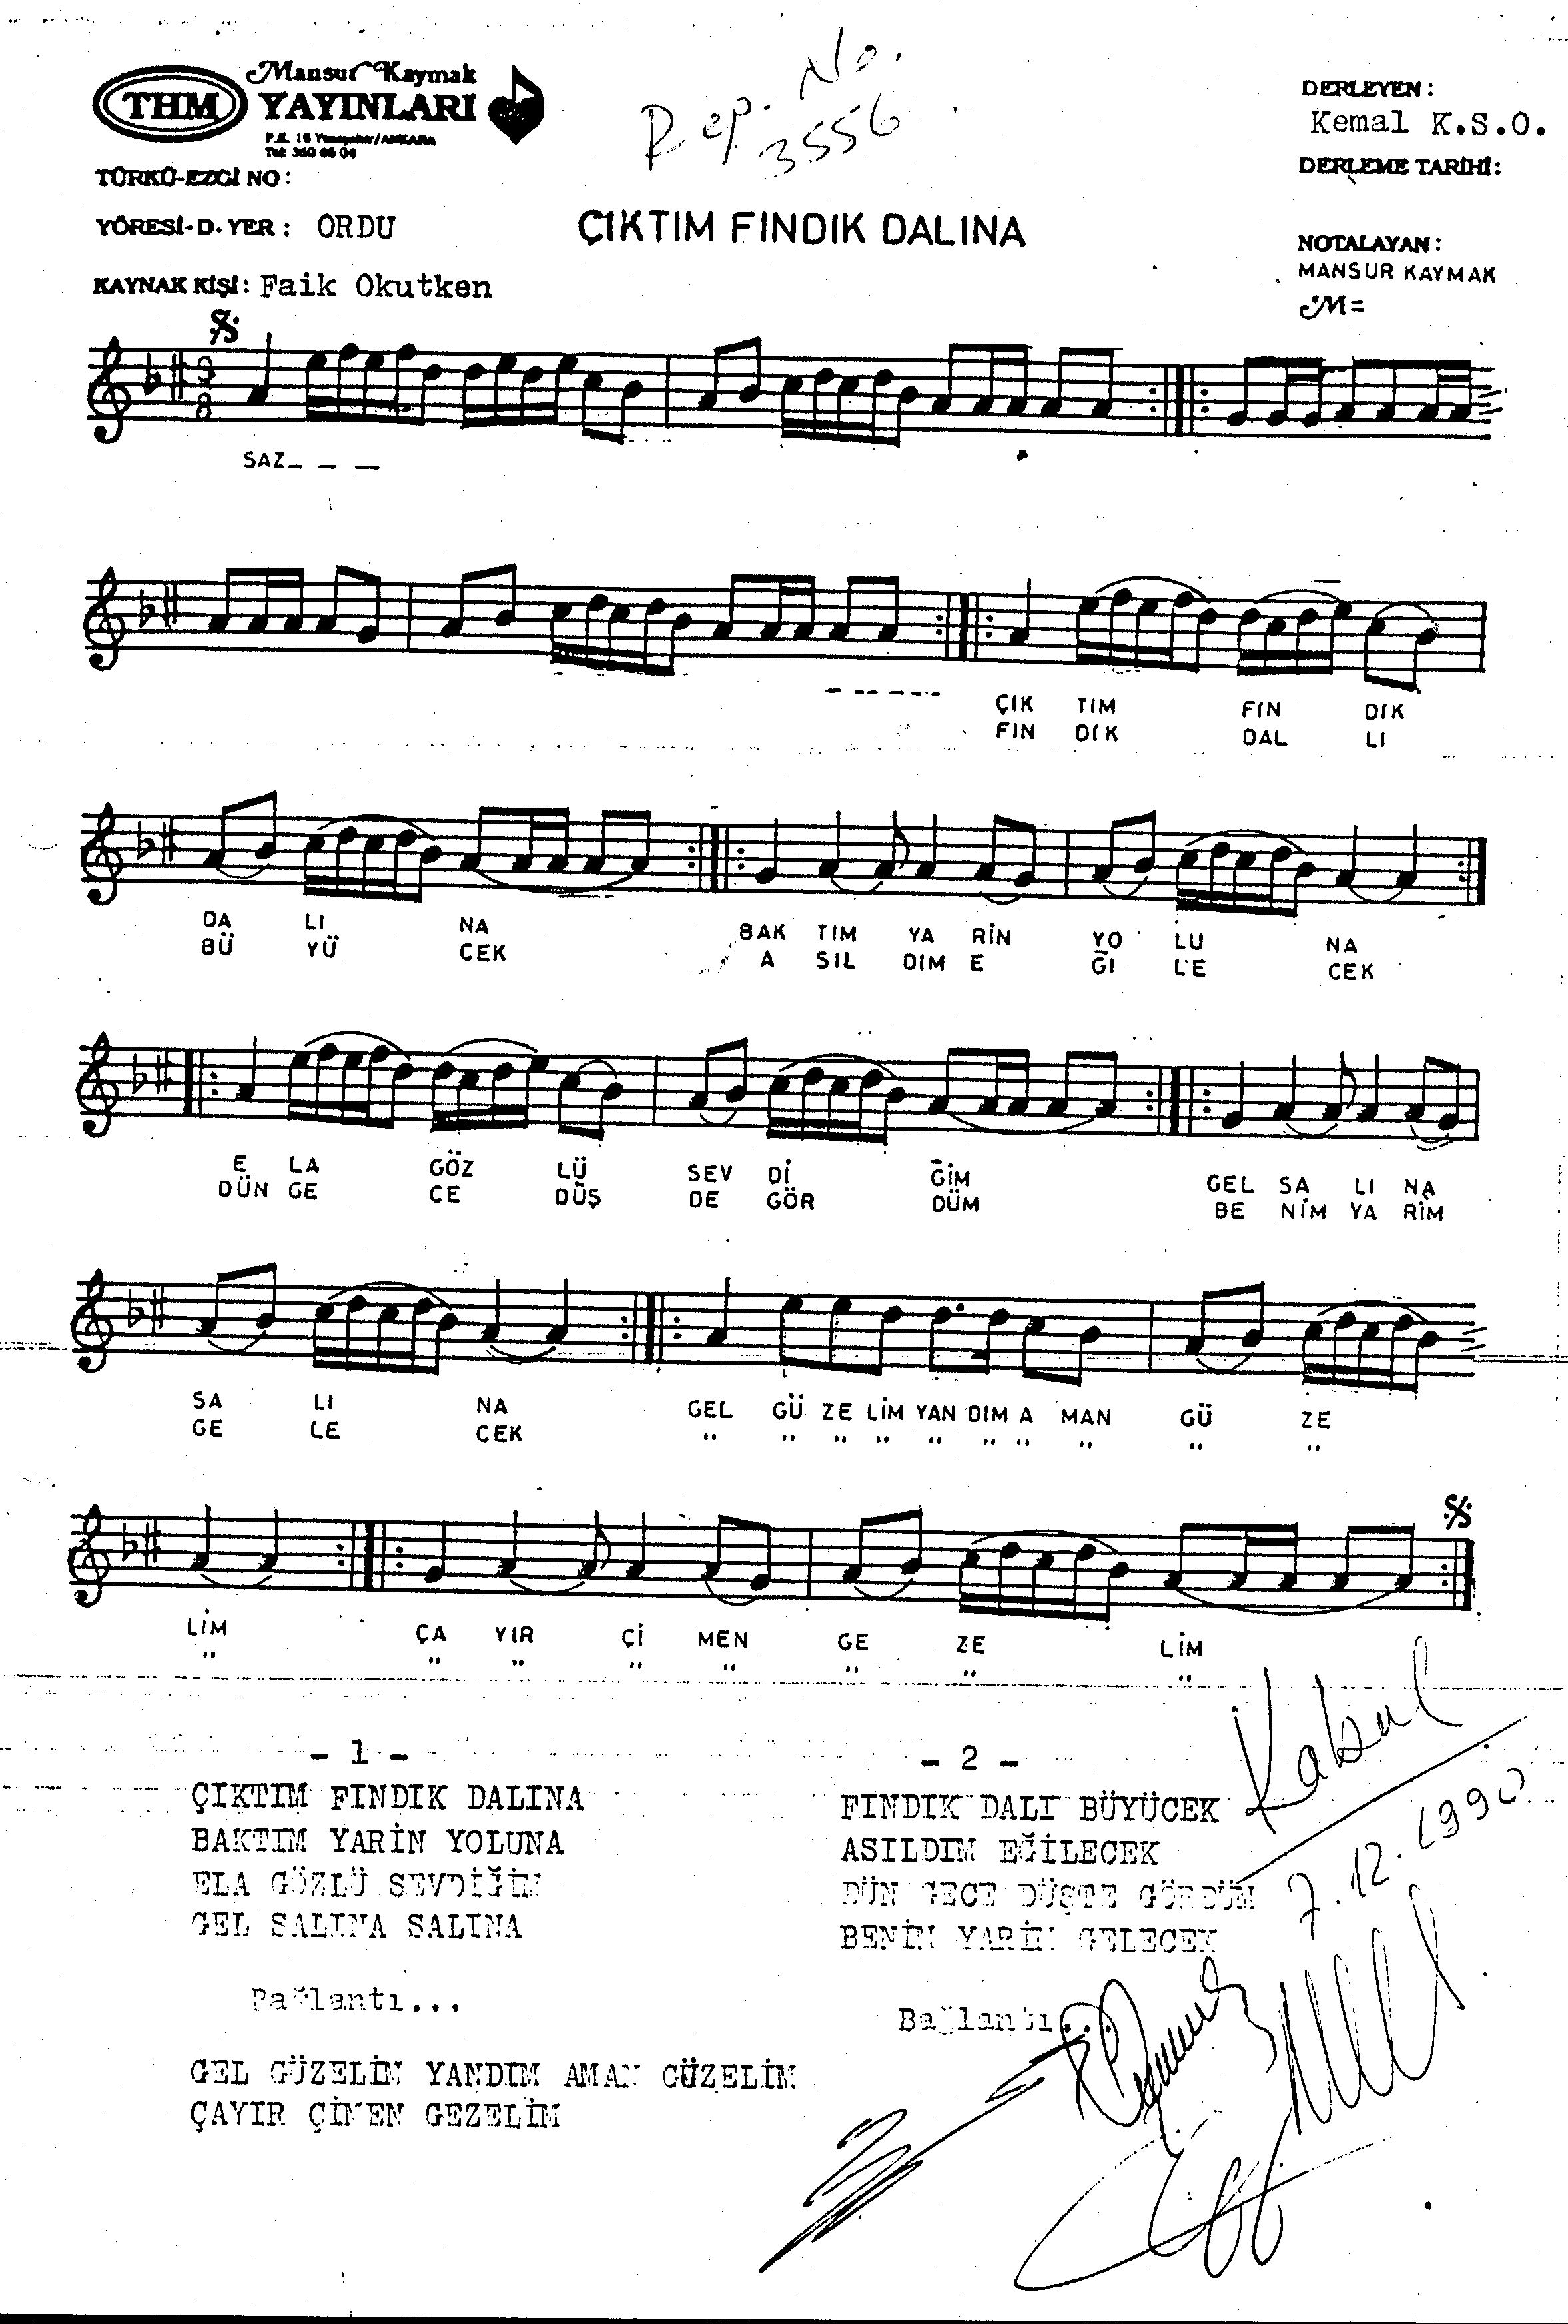 Mansur Kaymak
THM YAYINLARI
P.K. 16 Yenişehir/ANKARA
Tel: 350 66 04
Rep. No.
3556
DERLEYEN :
Kemal K.S.O.
DERLEME TARİHİ:
TÜRKÜ-EZGİ NO :
YÖRESİ-D. YER : ORDU
ÇIKTIM FINDIK DALINA
NOTALAYAN :
MANSUR KAYMAK
KAYNAK KİŞİ: Faik Okutken
M =
9
8
SAZ_ _ _
ÇIK TIM FIN DIK
FIN DIK DAL LI
DA LI NA BAK TIM YA RİN YO LU NA
BÜ YÜ CEK A SIL DIM E Ğİ LE CEK
E LA GÖZ LÜ SEV Dİ ĞİM GEL SA LI NA
DÜN GE CE DÜŞ DE GÖR DÜM BE NİM YA RİM
SA LI NA GEL GÜ ZE LİM YAN DIM A MAN GÜ ZE
GE LE CEK " " " " " " " " " "
LİM ÇA YIR Çİ MEN GE ZE LİM
" " " " " " " "
- 1 -
ÇIKTIM FINDIK DALINA
BAKTIM YARİN YOLUNA
ELA GÖZLÜ SEVDİĞİM
GEL SALINA SALINA
Bağlantı...
GEL GÜZELİM YANDIM AMAN GÜZELİM
ÇAYIR ÇİMEN GEZELİM
- 2 -
FINDIK DALI BÜYÜCEK
ASILDIM EĞİLECEK
DÜN GECE DÜŞTE GÖRDÜM
BENİM YARİM GELECEK
Bağlantı...
Kabul
7.12.1990